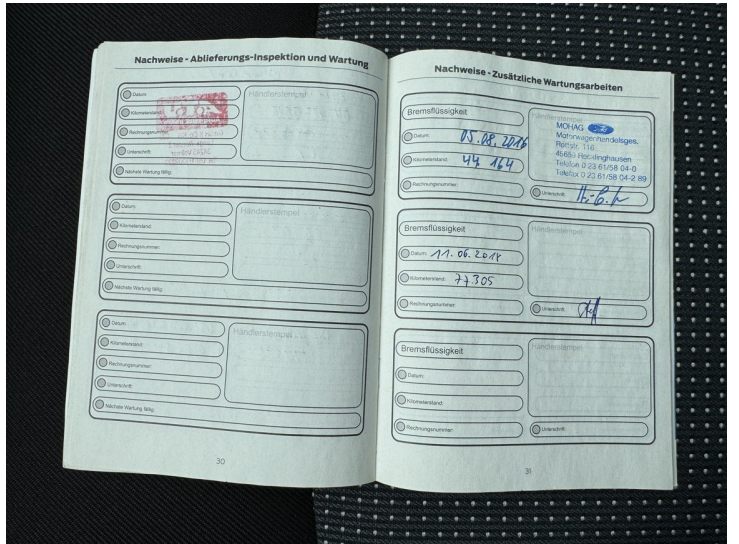 Nachweise - Ablieferungs-Inspektion und Wartung
Datum:
Händlerstempel
Kilometerstand:
Rechnungsnummer:
Unterschrift:
Nächste Wartung fällig:
Datum:
Händlerstempel
Kilometerstand:
Rechnungsnummer:
Unterschrift:
Nächste Wartung fällig:
Datum:
Händlerstempel
Kilometerstand:
Rechnungsnummer:
Unterschrift:
Nächste Wartung fällig:
30
Nachweise - Zusätzliche Wartungsarbeiten
Bremsflüssigkeit
Händlerstempel
MOHAG Ford
Motorwagenhandelsges.
Rottstr. 116
Recklinghausen
Telefon 0 23 61/58 04-0
Telefax 0 23 61/58 04-2 89
Datum: 05.08.2016
Kilometerstand: 44.164
Rechnungsnummer:
Unterschrift:
Bremsflüssigkeit
Händlerstempel
Datum: 11.06.2018
Kilometerstand: 77.305
Rechnungsnummer:
Unterschrift:
Bremsflüssigkeit
Händlerstempel
Datum:
Kilometerstand:
Rechnungsnummer:
Unterschrift:
31